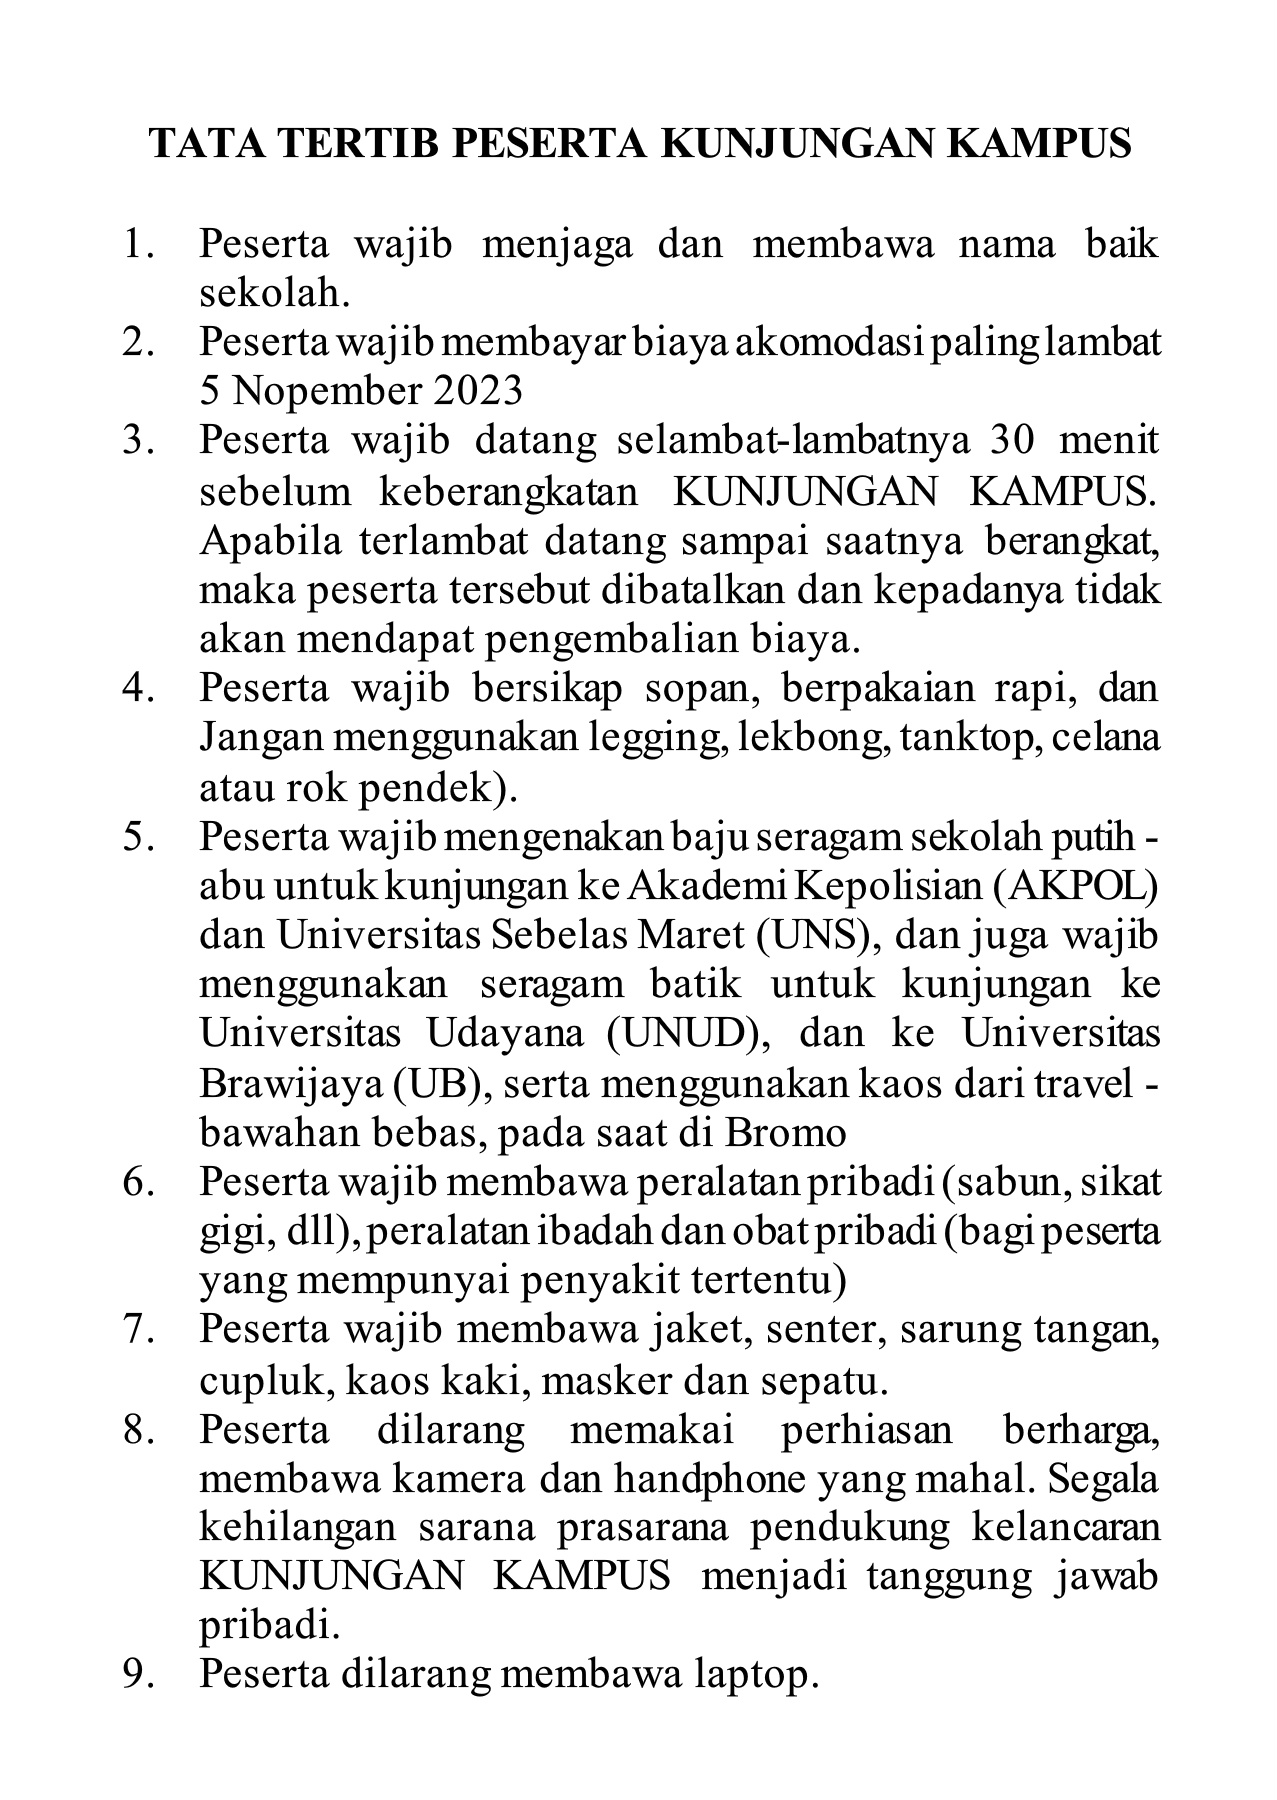 TATA TERTIB PESERTA KUNJUNGAN KAMPUS
1. Peserta wajib menjaga dan membawa nama baik
sekolah.
2. Peserta wajib membayar biaya akomodasi paling lambat
5 Nopember 2023
3. Peserta wajib datang selambat-lambatnya 30 menit
sebelum keberangkatan KUNJUNGAN KAMPUS.
Apabila terlambat datang sampai saatnya berangkat,
maka peserta tersebut dibatalkan dan kepadanya tidak
akan mendapat pengembalian biaya.
4. Peserta wajib bersikap sopan, berpakaian rapi, dan
Jangan menggunakan legging, lekbong, tanktop, celana
atau rok pendek).
5. Peserta wajib mengenakan baju seragam sekolah putih -
abu untuk kunjungan ke Akademi Kepolisian (AKPOL)
dan Universitas Sebelas Maret (UNS), dan juga wajib
menggunakan seragam batik untuk kunjungan ke
Universitas Udayana (UNUD), dan ke Universitas
Brawijaya (UB), serta menggunakan kaos dari travel -
bawahan bebas, pada saat di Bromo
6. Peserta wajib membawa peralatan pribadi (sabun, sikat
gigi, dll), peralatan ibadah dan obat pribadi (bagi peserta
yang mempunyai penyakit tertentu)
7. Peserta wajib membawa jaket, senter, sarung tangan,
cupluk, kaos kaki, masker dan sepatu.
8. Peserta dilarang memakai perhiasan berharga,
membawa kamera dan handphone yang mahal. Segala
kehilangan sarana prasarana pendukung kelancaran
KUNJUNGAN KAMPUS menjadi tanggung jawab
pribadi.
9. Peserta dilarang membawa laptop.